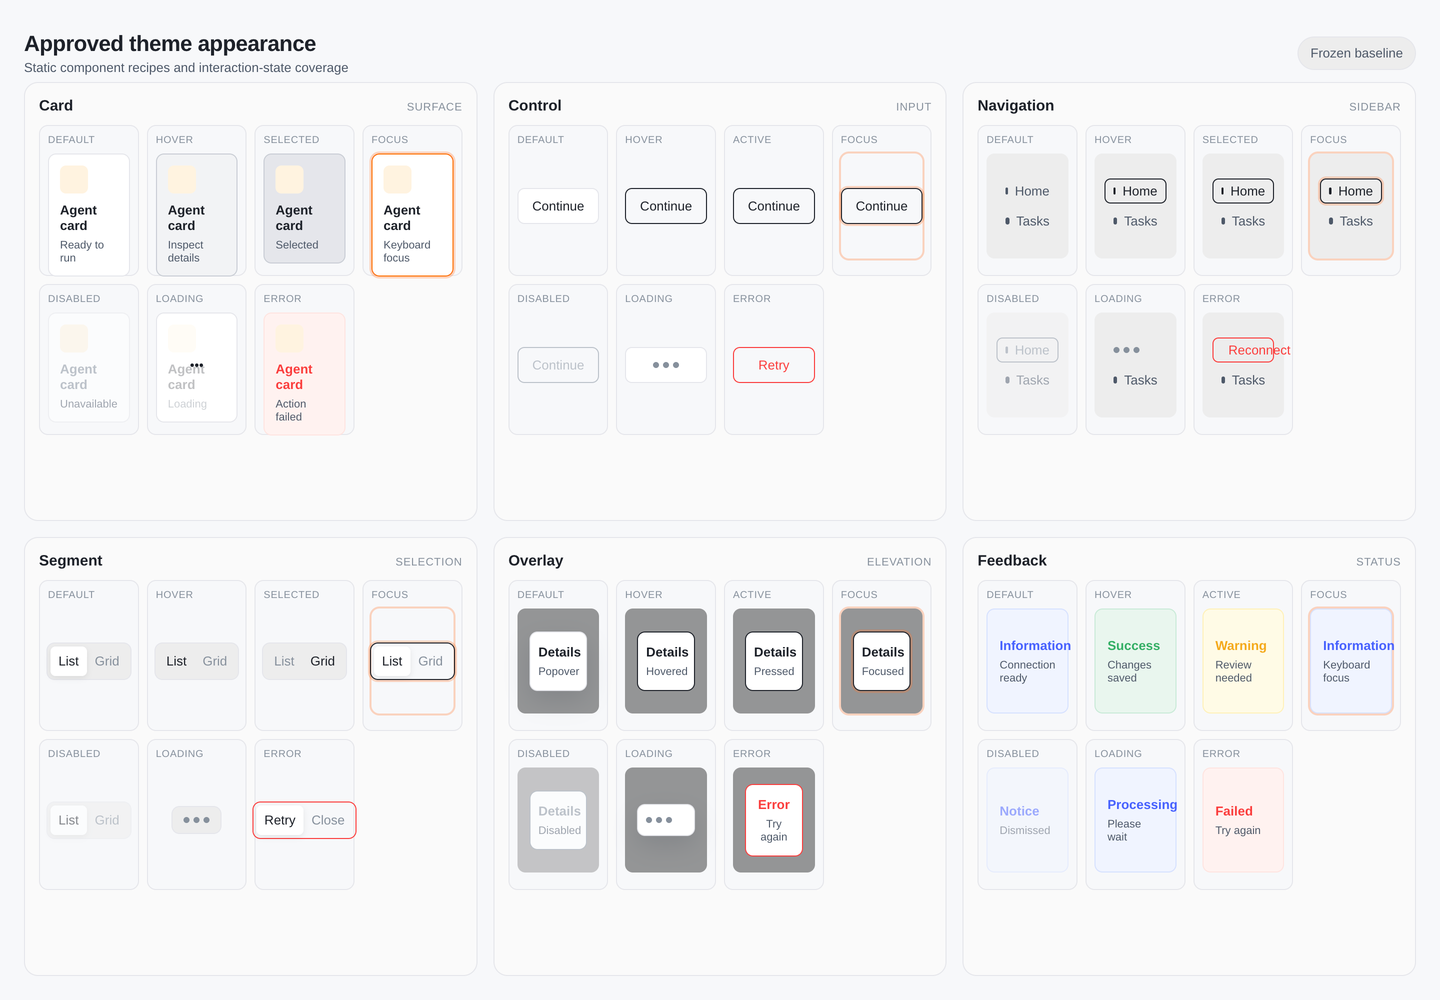 Approved theme appearance
Static component recipes and interaction-state coverage
Frozen baseline
Card
SURFACE
DEFAULT
Agent
card
Ready to
run
HOVER
Agent
card
Inspect
details
SELECTED
Agent
card
Selected
FOCUS
Agent
card
Keyboard
focus
DISABLED
Agent
card
Unavailable
LOADING
Agent
card
Loading
ERROR
Agent
card
Action
failed
Control
INPUT
DEFAULT
Continue
HOVER
Continue
ACTIVE
Continue
FOCUS
Continue
DISABLED
Continue
LOADING
ERROR
Retry
Navigation
SIDEBAR
DEFAULT
Home
Tasks
HOVER
Home
Tasks
SELECTED
Home
Tasks
FOCUS
Home
Tasks
DISABLED
Home
Tasks
LOADING
Tasks
ERROR
Reconnect
Tasks
Segment
SELECTION
DEFAULT
List Grid
HOVER
List Grid
SELECTED
List Grid
FOCUS
List Grid
DISABLED
List Grid
LOADING
ERROR
Retry Close
Overlay
ELEVATION
DEFAULT
Details
Popover
HOVER
Details
Hovered
ACTIVE
Details
Pressed
FOCUS
Details
Focused
DISABLED
Details
Disabled
LOADING
ERROR
Error
Try
again
Feedback
STATUS
DEFAULT
Information
Connection
ready
HOVER
Success
Changes
saved
ACTIVE
Warning
Review
needed
FOCUS
Information
Keyboard
focus
DISABLED
Notice
Dismissed
LOADING
Processing
Please
wait
ERROR
Failed
Try again